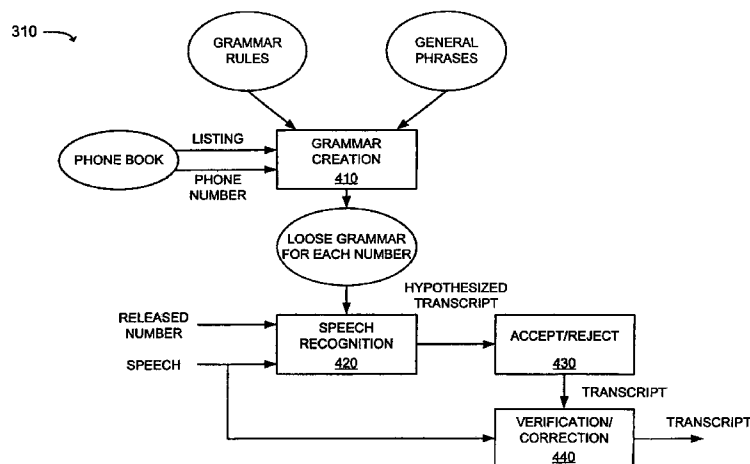 310
GRAMMAR
RULES
GENERAL
PHRASES
PHONE BOOK
LISTING
PHONE
NUMBER
GRAMMAR
CREATION
410
LOOSE GRAMMAR
FOR EACH NUMBER
HYPOTHESIZED
TRANSCRIPT
RELEASED
NUMBER
SPEECH
SPEECH
RECOGNITION
420
ACCEPT/REJECT
430
TRANSCRIPT
VERIFICATION/
CORRECTION
440
TRANSCRIPT